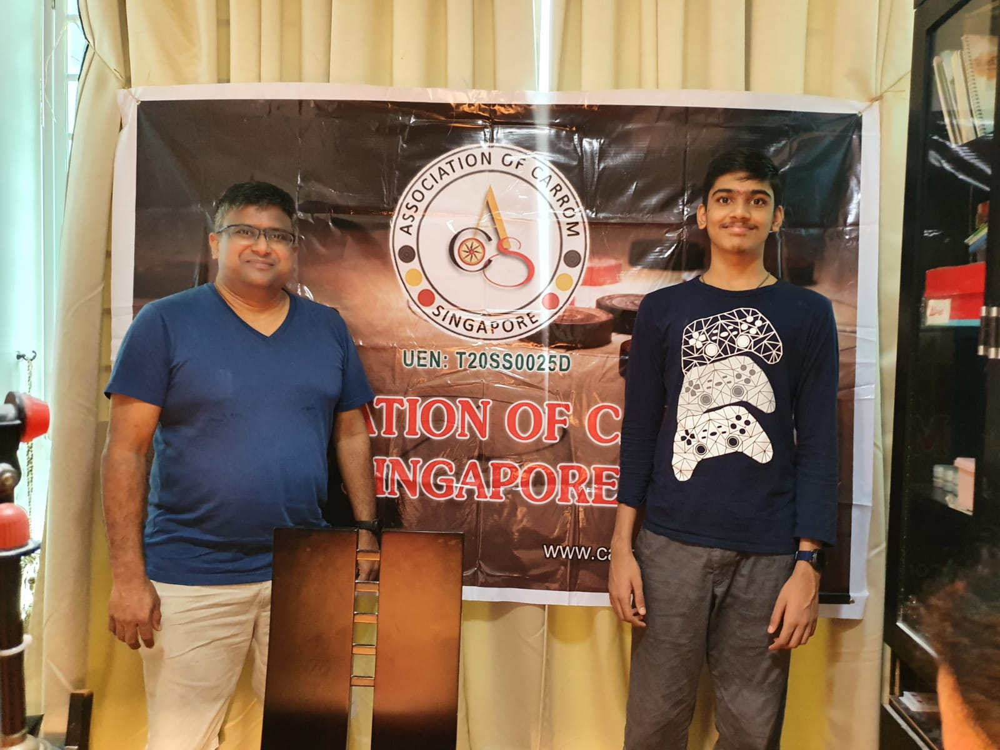 ASSOCIATION OF CARROM
SINGAPORE
UEN: T20SS0025D
ATION OF C
INGAPORE
www.ca